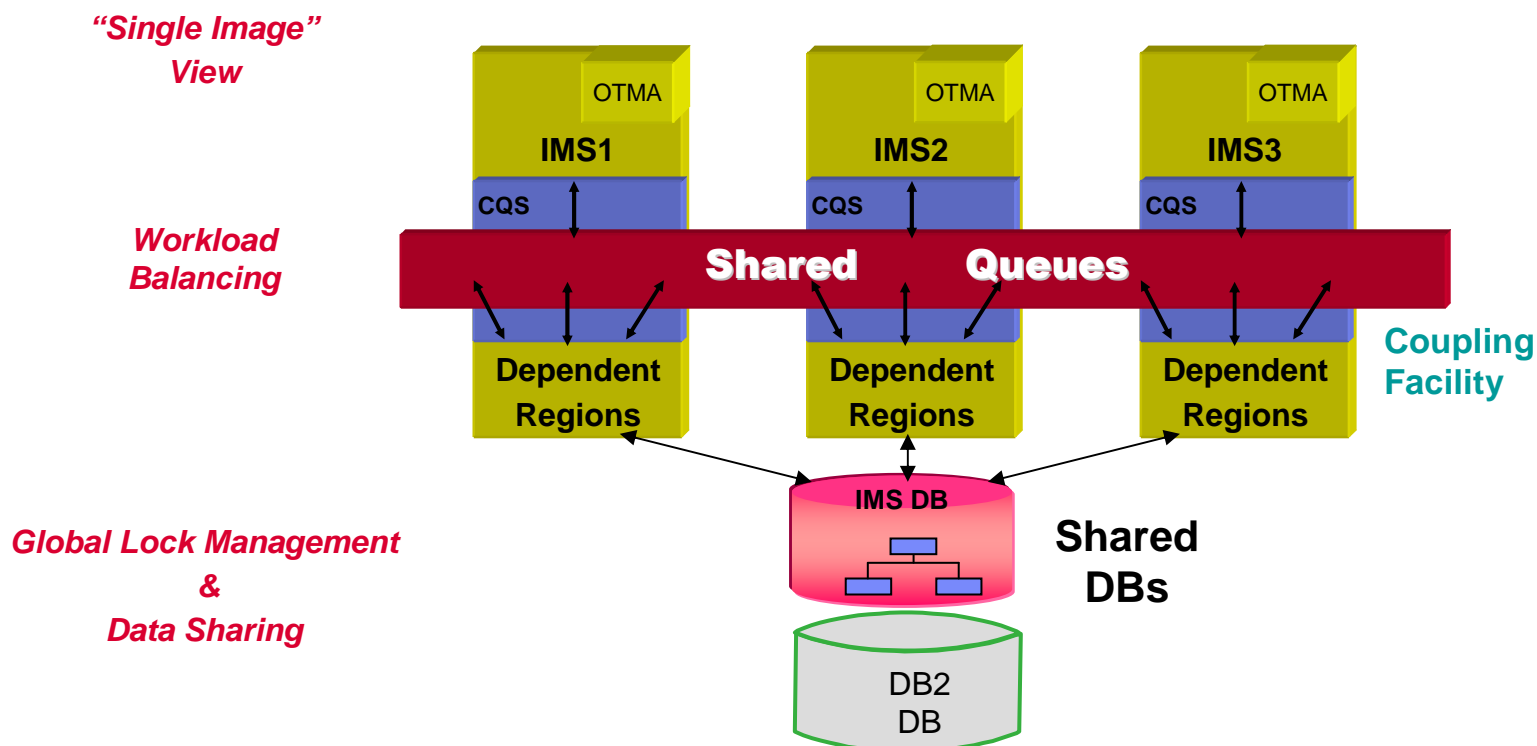 “Single Image”
View
OTMA
OTMA
OTMA
IMS1
IMS2
IMS3
CQS
CQS
CQS
Workload
Balancing
Shared Queues
Dependent
Regions
Dependent
Regions
Dependent
Regions
Coupling
Facility
IMS DB
Shared
DBs
Global Lock Management
&
Data Sharing
DB2
DB